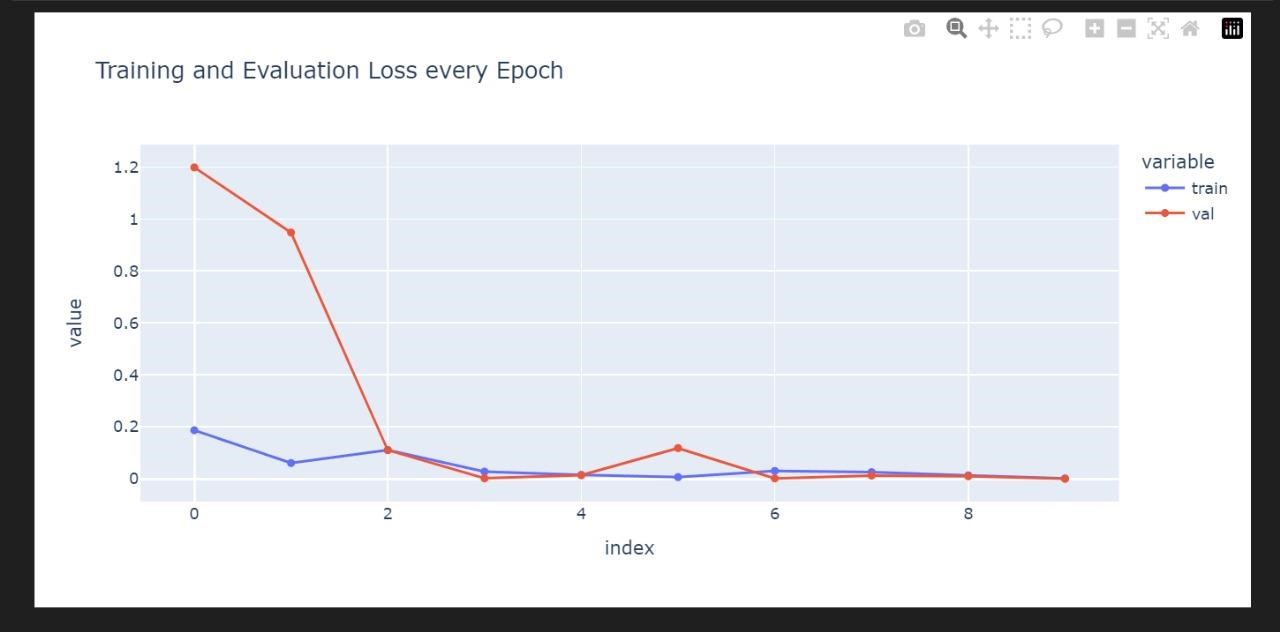 Training and Evaluation Loss every Epoch
variable
train
val
value
1.2
1
0.8
0.6
0.4
0.2
0
0 2 4 6 8
index